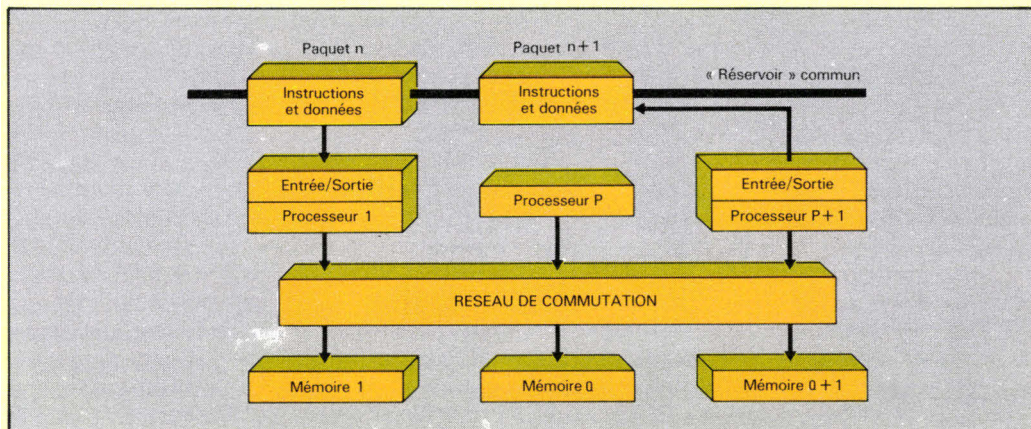 Paquet n
Paquet n+1
« Réservoir » commun
Instructions
et données
Instructions
et données
Entrée/Sortie
Processeur 1
Processeur P
Entrée/Sortie
Processeur P+1
RESEAU DE COMMUTATION
Mémoire 1
Mémoire Q
Mémoire Q+1